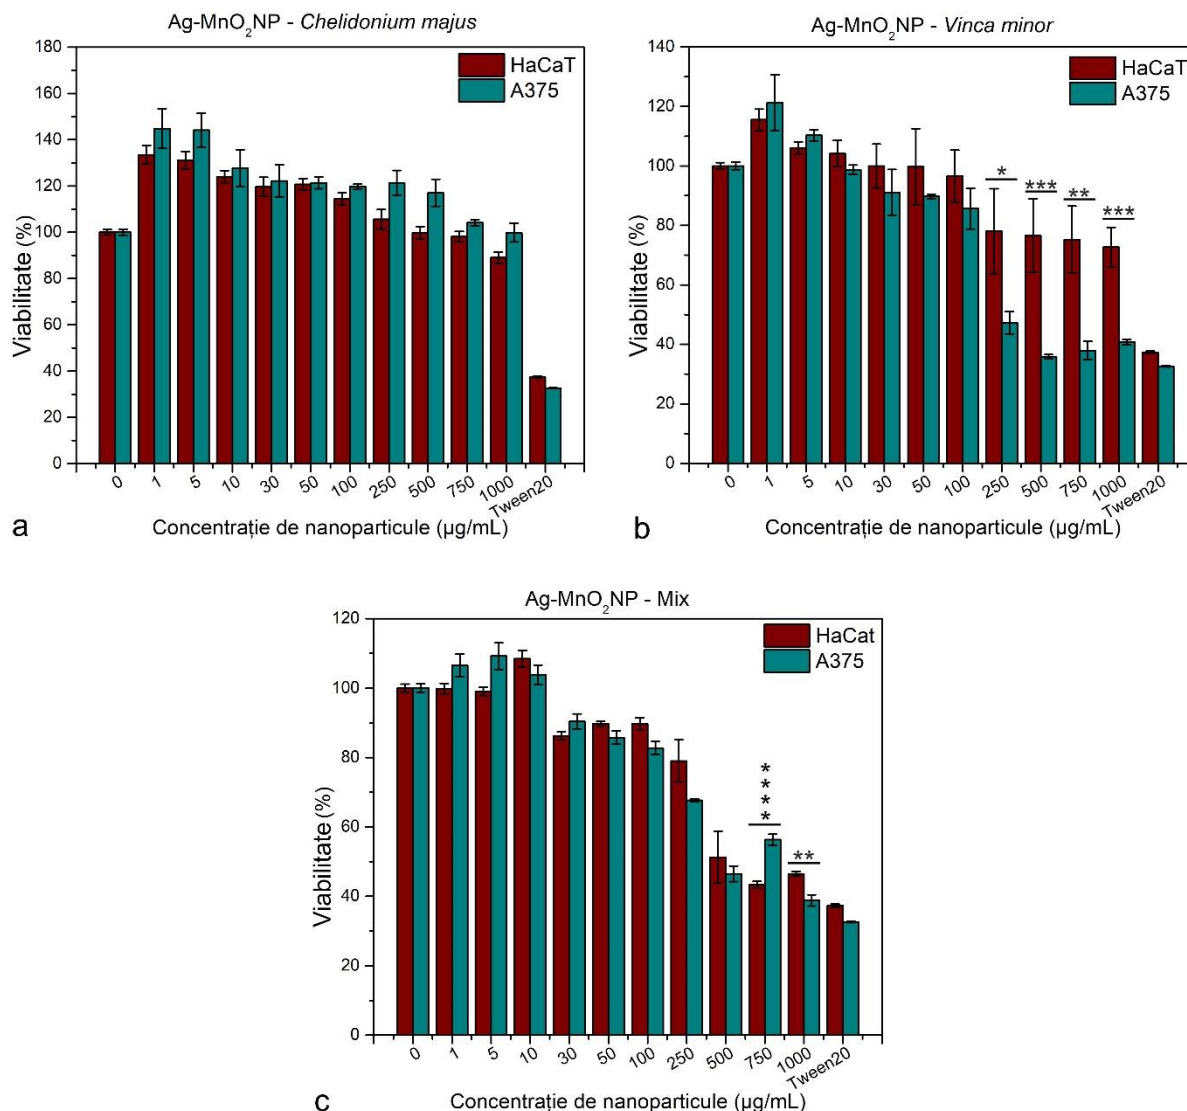 Ag-MnO₂NP - Chelidonium majus
HaCaT
A375
Viabilitate (%)
180
160
140
120
100
80
60
40
20
0
0 1 5 10 30 50 100 250 500 750 1000 Tween20
Concentrație de nanoparticule (µg/mL)
a
Ag-MnO₂NP - Vinca minor
HaCaT
A375
Viabilitate (%)
140
120
100
80
60
40
20
0
* *** ** ***
0 1 5 10 30 50 100 250 500 750 1000 Tween20
Concentrație de nanoparticule (µg/mL)
b
Ag-MnO₂NP - Mix
HaCat
A375
Viabilitate (%)
120
100
80
60
40
20
0
**** **
0 1 5 10 30 50 100 250 500 750 1000 Tween20
Concentrație de nanoparticule (µg/mL)
c